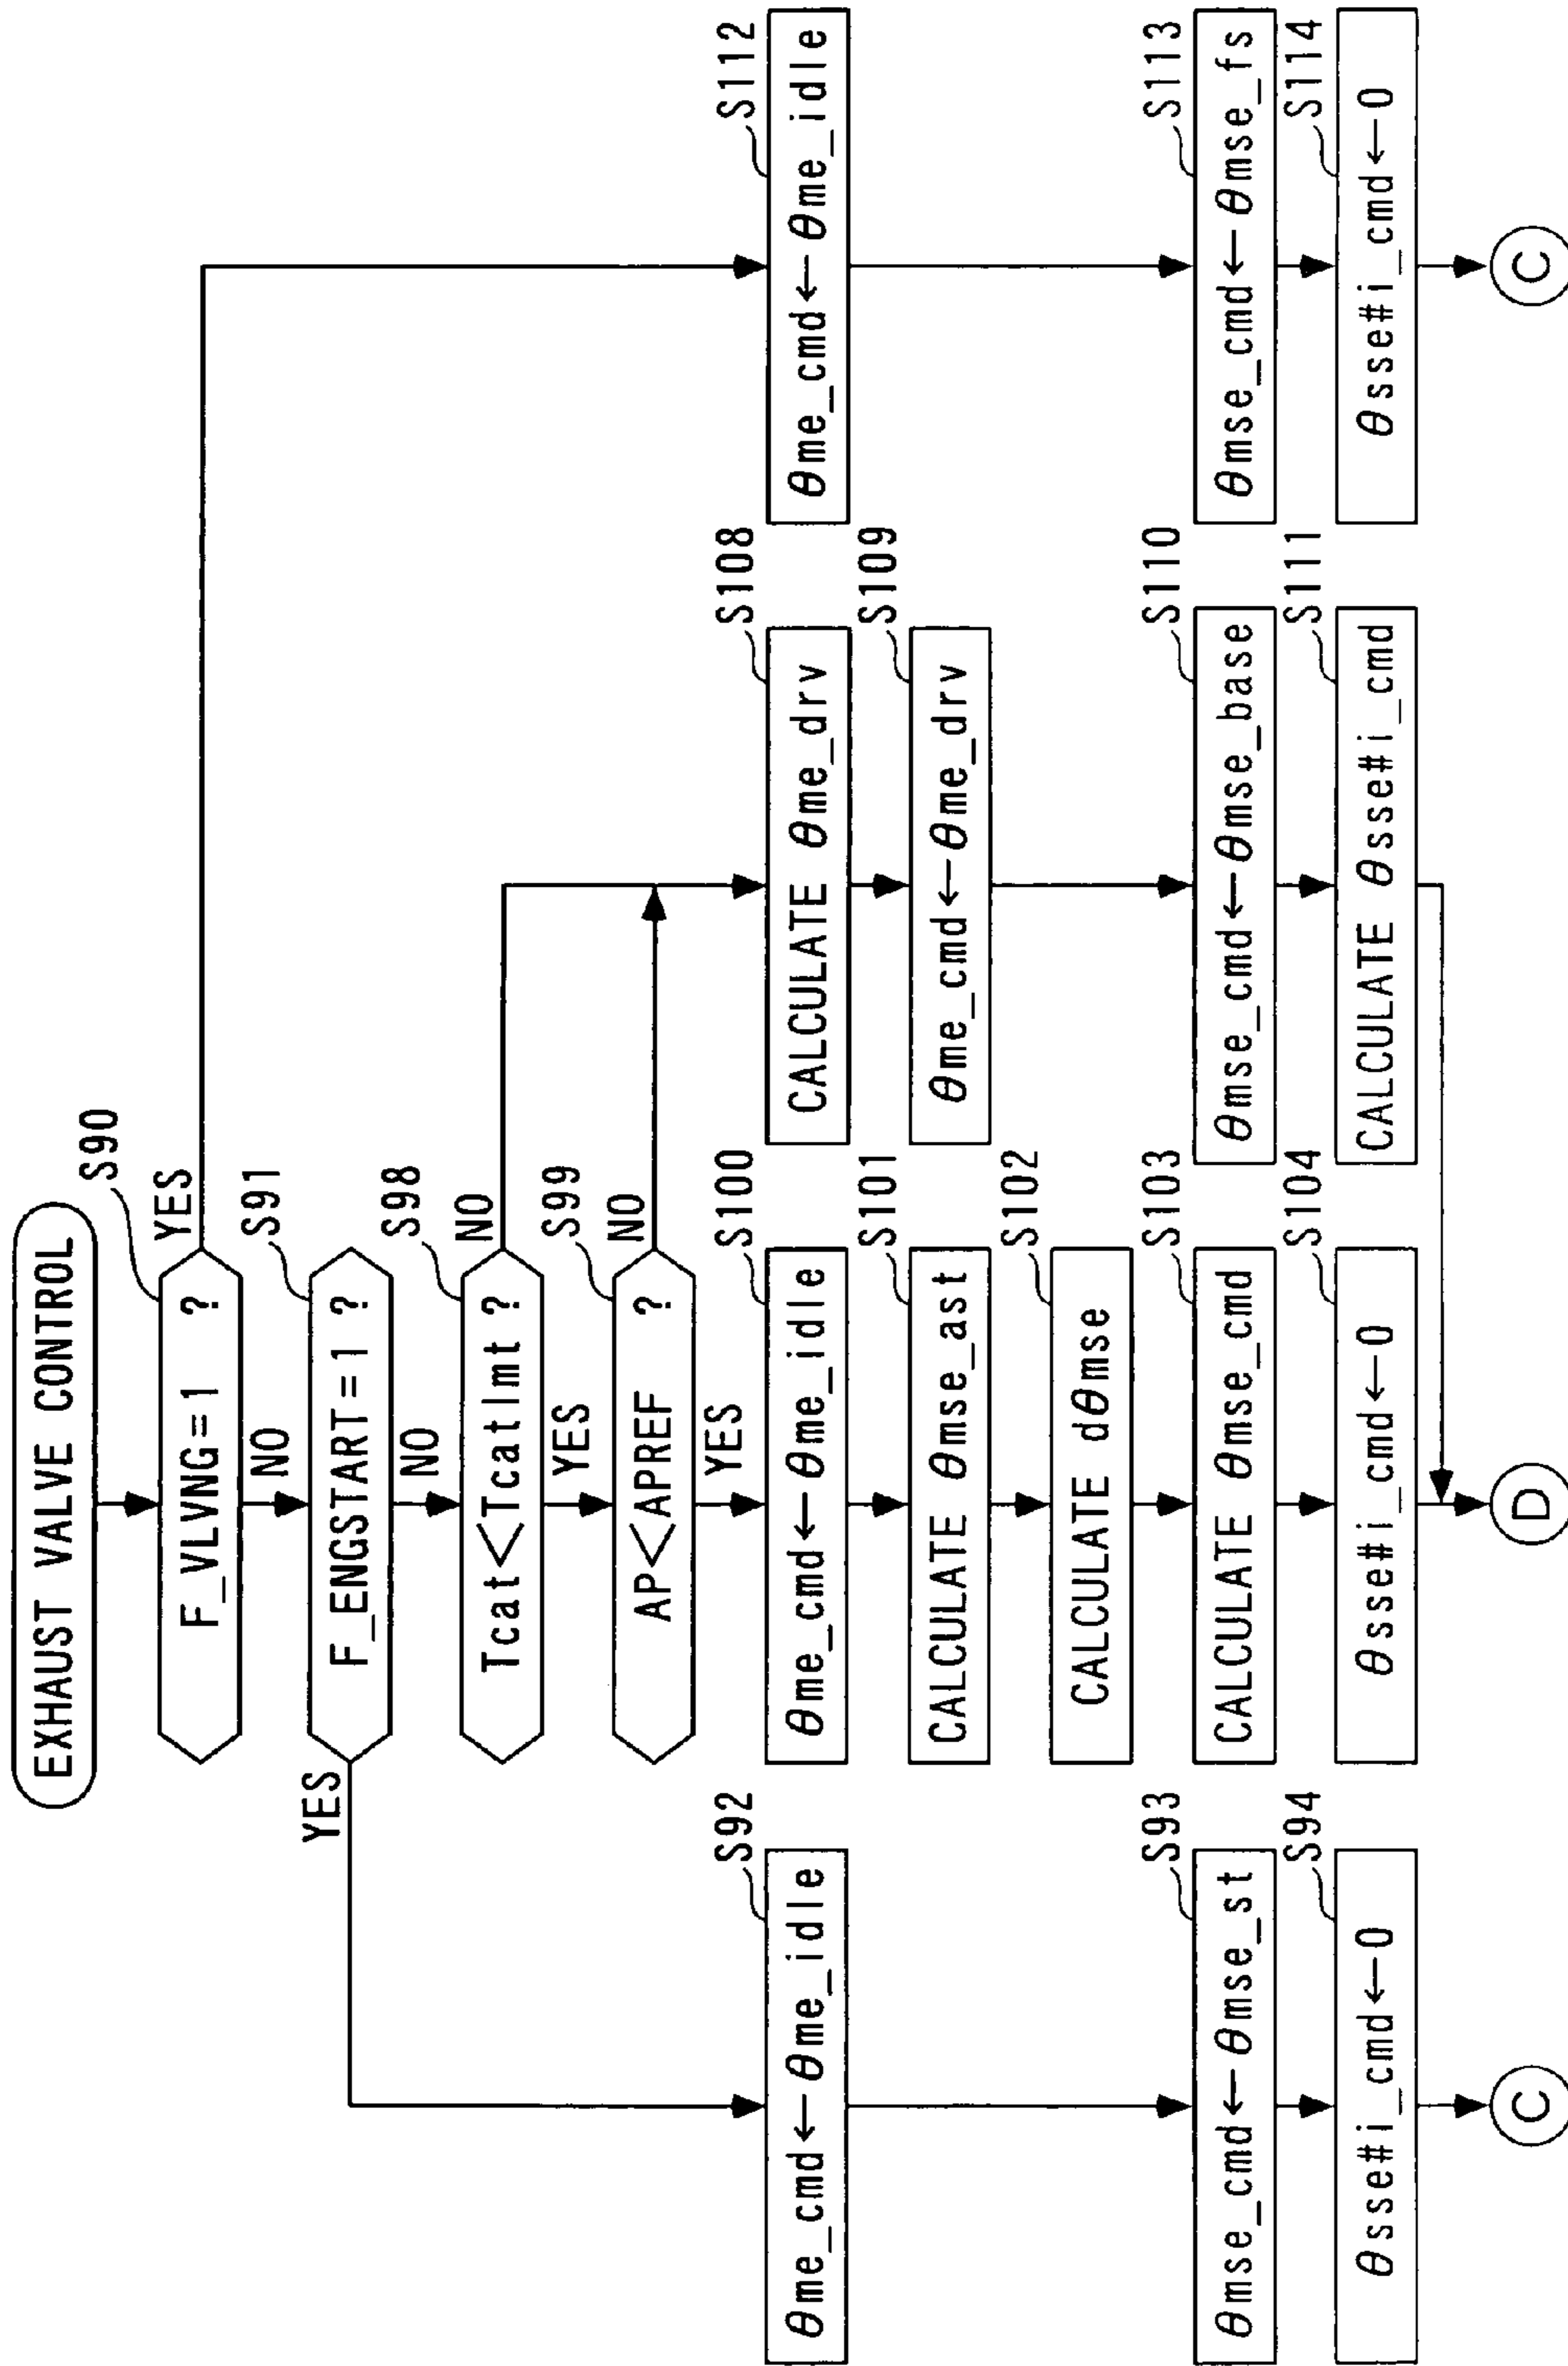 EXHAUST VALVE CONTROL
S90
F_VLVNG=1 ?
YES
NO
S91
F_ENGSTART=1 ?
YES
NO
S98
Tcat<Tcatlmt ?
NO
YES
S99
AP<APREF ?
NO
YES
S92
θme_cmd←θme_idle
S93
θmse_cmd←θmse_st
S94
θsse#i_cmd←0
C
S100
θme_cmd←θme_idle
S101
CALCULATE θmse_ast
S102
CALCULATE dθmse
S103
CALCULATE θmse_cmd
S104
θsse#i_cmd←0
D
S108
CALCULATE θme_drv
S109
θme_cmd←θme_drv
S110
θmse_cmd←θmse_base
S111
CALCULATE θsse#i_cmd
S112
θme_cmd←θme_idle
S113
θmse_cmd←θmse_fs
S114
θsse#i_cmd←0
C